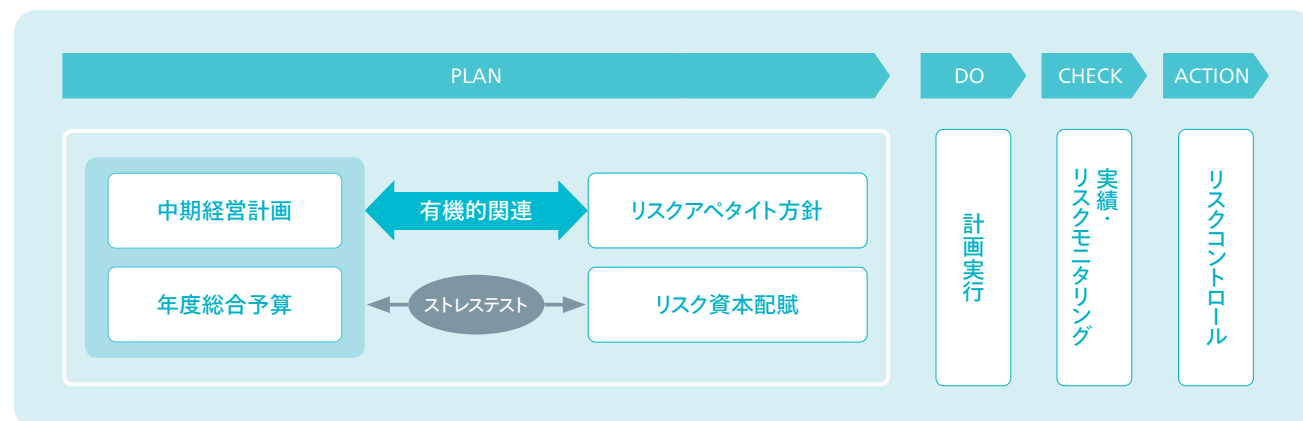 PLAN
DO
CHECK
ACTION
中期経営計画
有機的関連
リスクアペタイト方針
年度総合予算
ストレステスト
リスク資本配賦
計画実行
実績・
リスクモニタリング
リスクコントロール